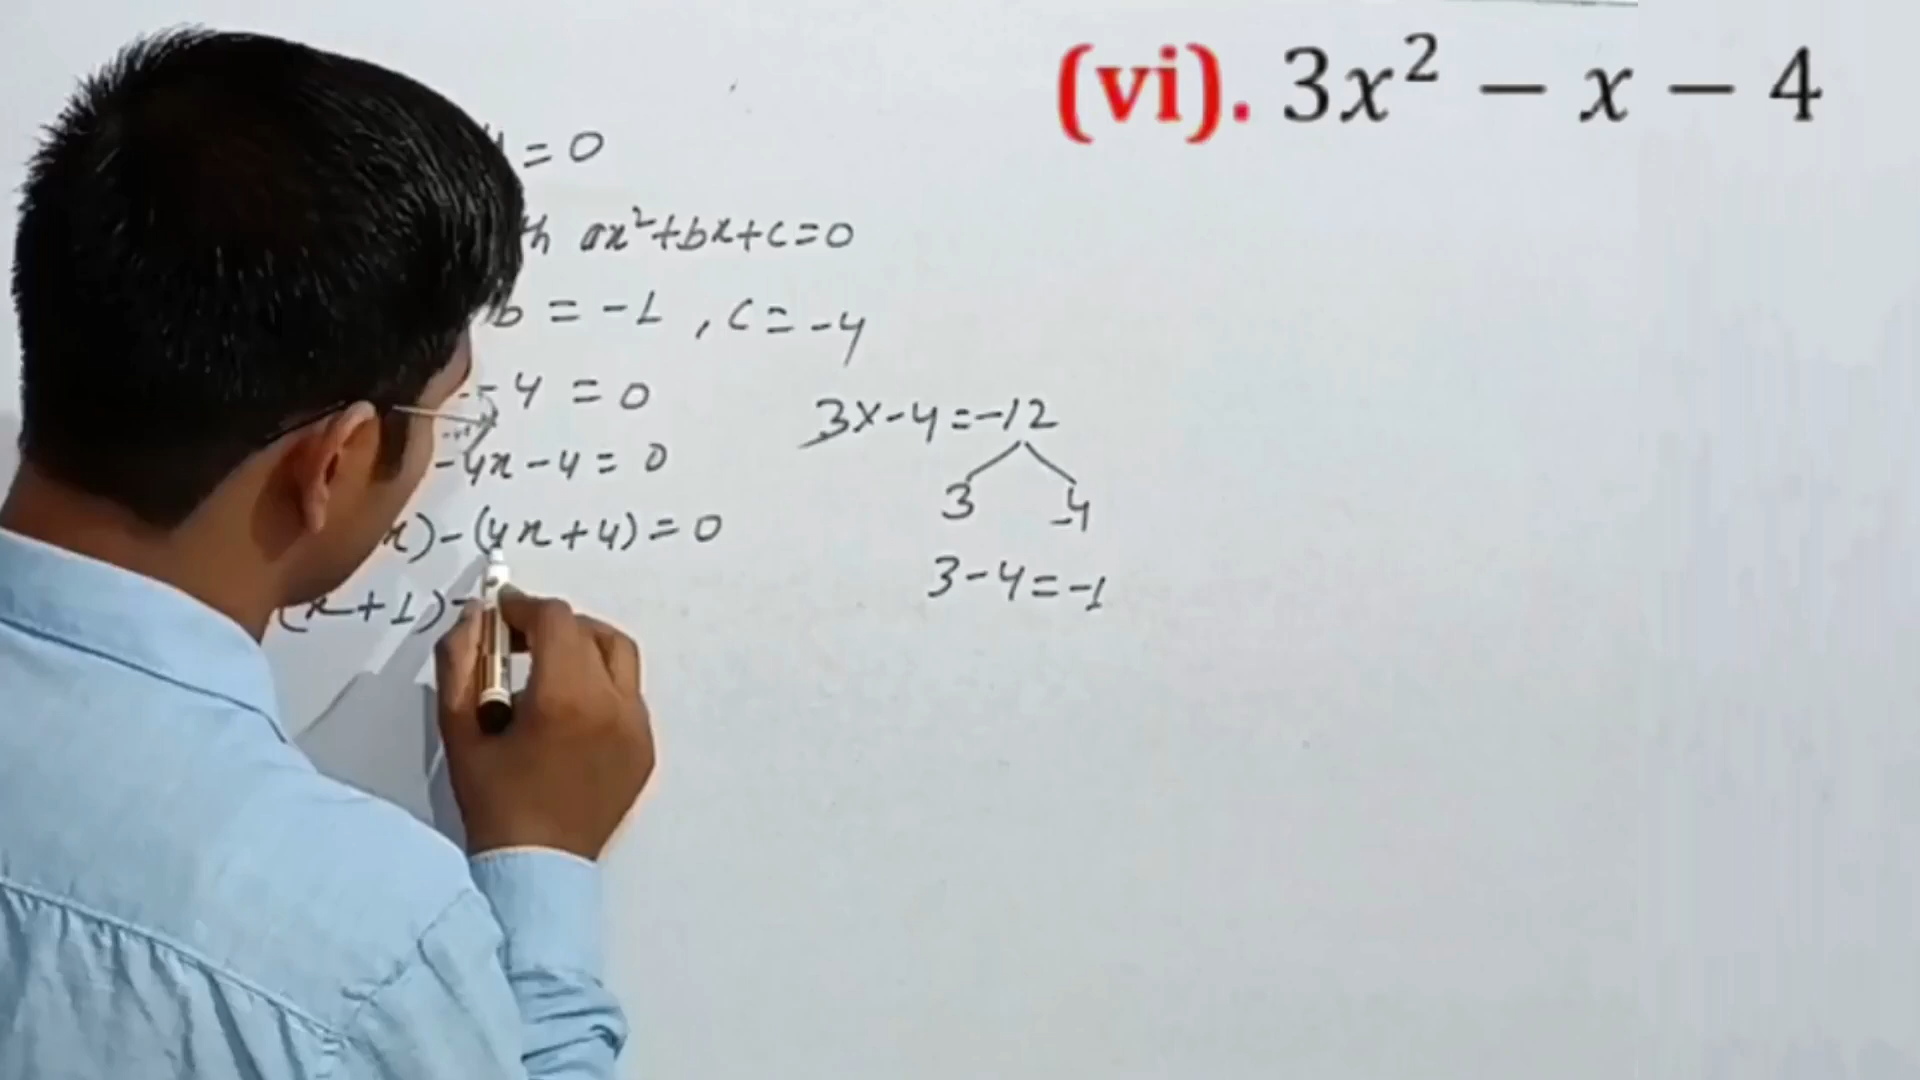 (vi). 3x² − x − 4
= 0
th ax²+bx+c=0
b = -1 , c = -4
- 4 = 0
3x-4=-12
-4x-4= 0
3 -4
x)-(4x+4)=0
3-4=-1
(x+1)-